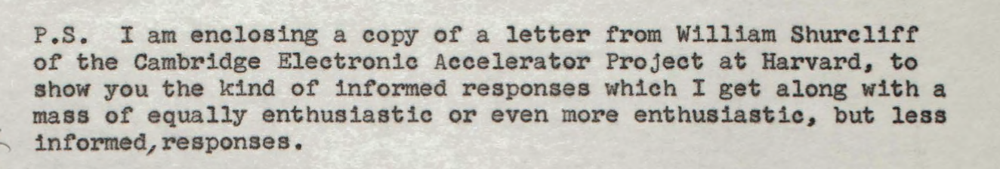 P.S.  I am enclosing a copy of a letter from William Shurcliff
of the Cambridge Electronic Accelerator Project at Harvard, to
show you the kind of informed responses which I get along with a
mass of equally enthusiastic or even more enthusiastic, but less
informed, responses.